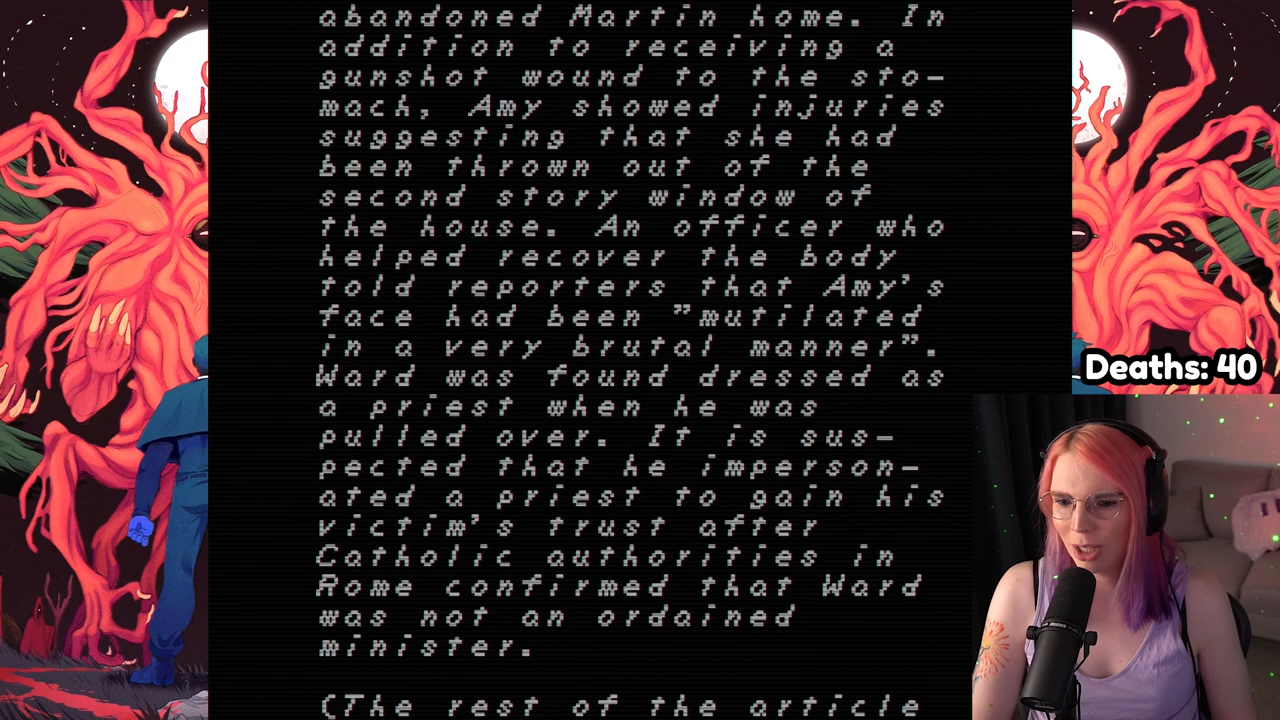 abandoned Martin home. In
addition to receiving a
gunshot wound to the sto-
mach, Amy showed injuries
suggesting that she had
been thrown out of the
second story window of
the house. An officer who
helped recover the body
told reporters that Amy's
face had been "mutilated
in a very brutal manner".
Ward was found dressed as
a priest when he was
pulled over. It is sus-
pected that he imperson-
ated a priest to gain his
victim's trust after
Catholic authorities in
Rome confirmed that Ward
was not an ordained
minister.
(The rest of the article
Deaths: 40